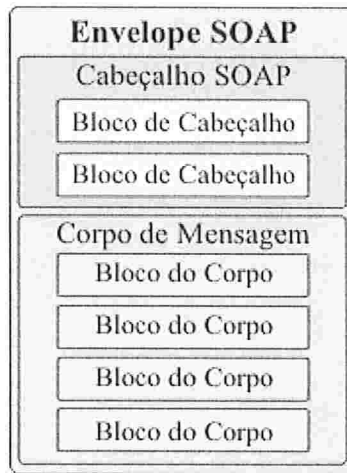 Envelope SOAP
Cabeçalho SOAP
Bloco de Cabeçalho
Bloco de Cabeçalho
Corpo de Mensagem
Bloco do Corpo
Bloco do Corpo
Bloco do Corpo
Bloco do Corpo